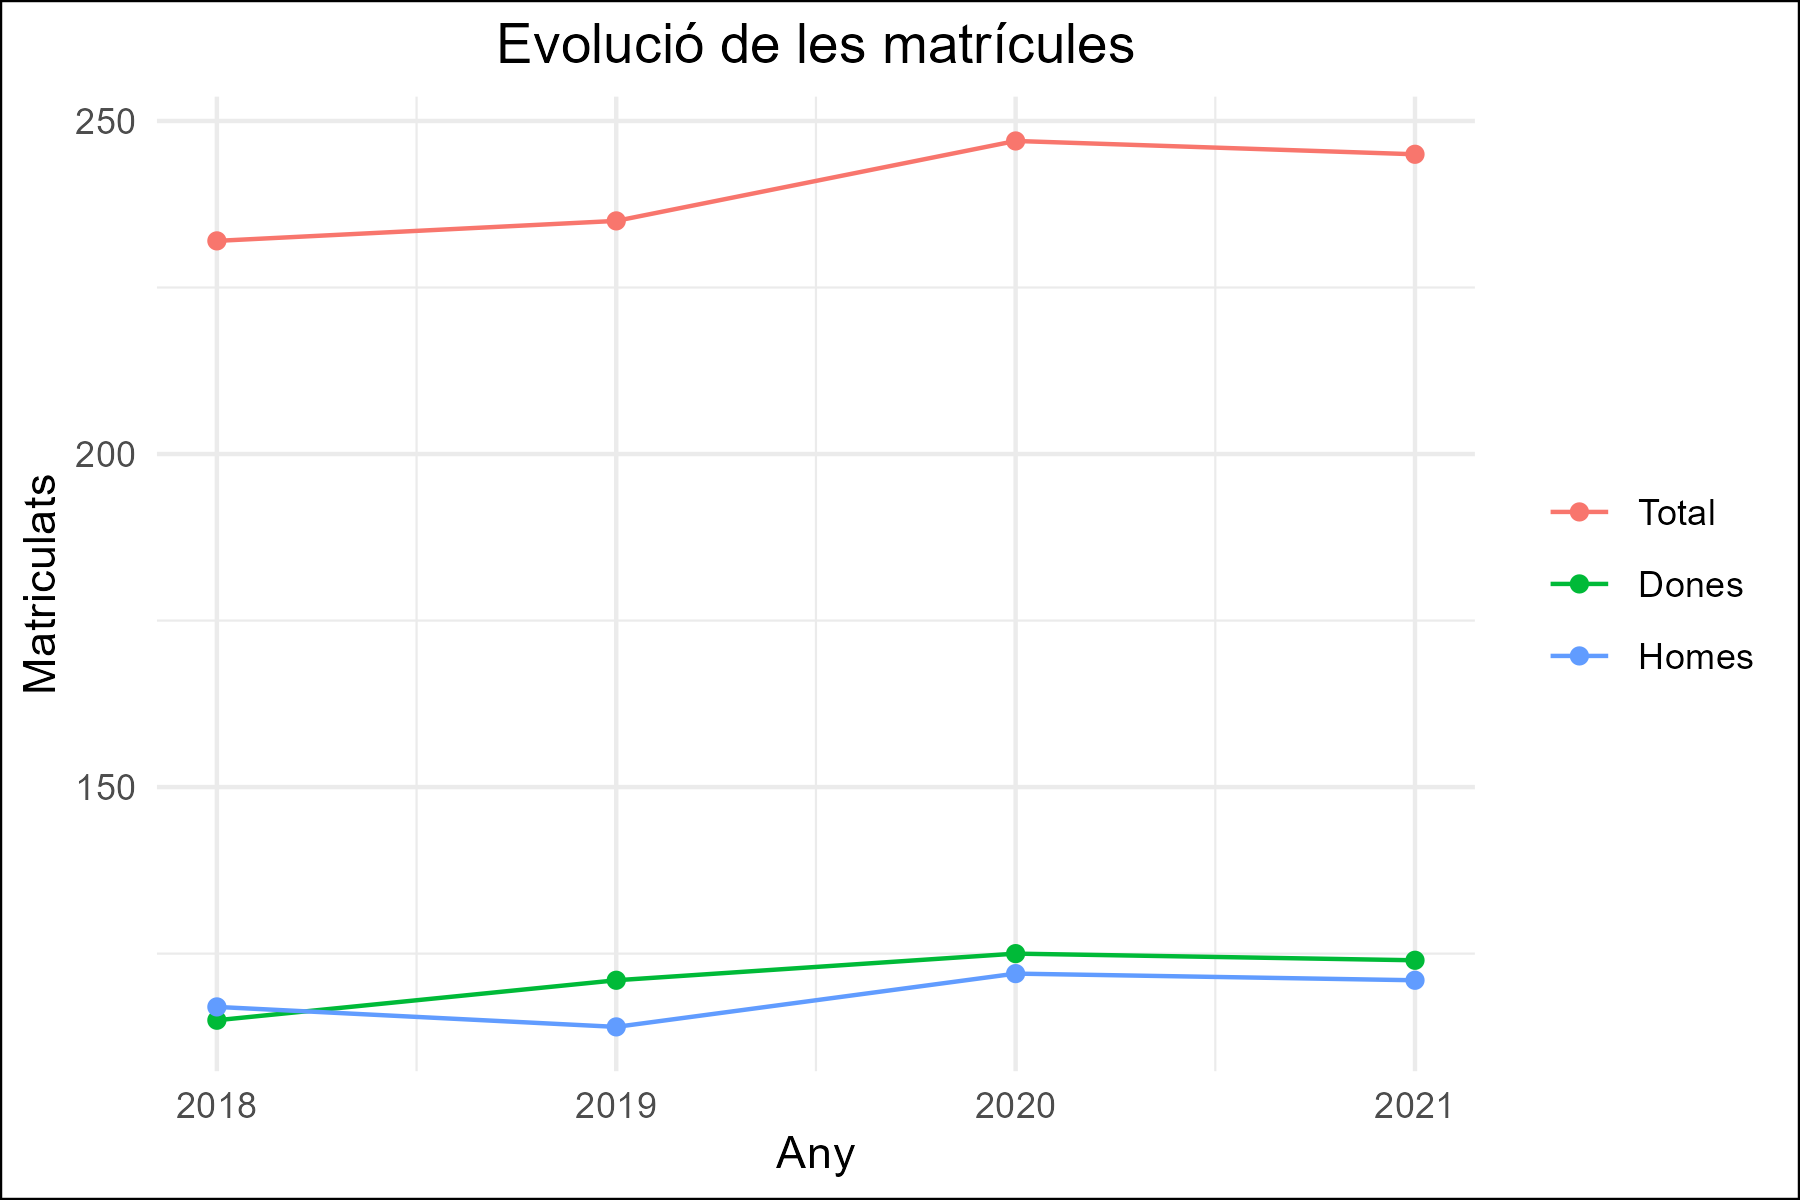 Evolució de les matrícules
250
200
150
Matriculats
2018
2019
2020
2021
Any
Total
Dones
Homes